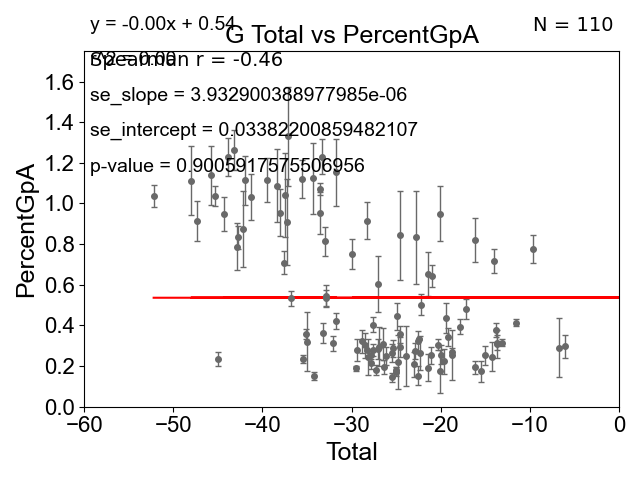 y = -0.00x + 0.54
G Total vs PercentGpA
N = 110
Spearman r = -0.46
se_slope = 3.932900388977985e-06
se_intercept = 0.03382200859482107
p-value = 0.9005917575506956
PercentGpA
1.6
1.4
1.2
1.0
0.8
0.6
0.4
0.2
0.0
−60
−50
−40
−30
−20
−10
0
Total